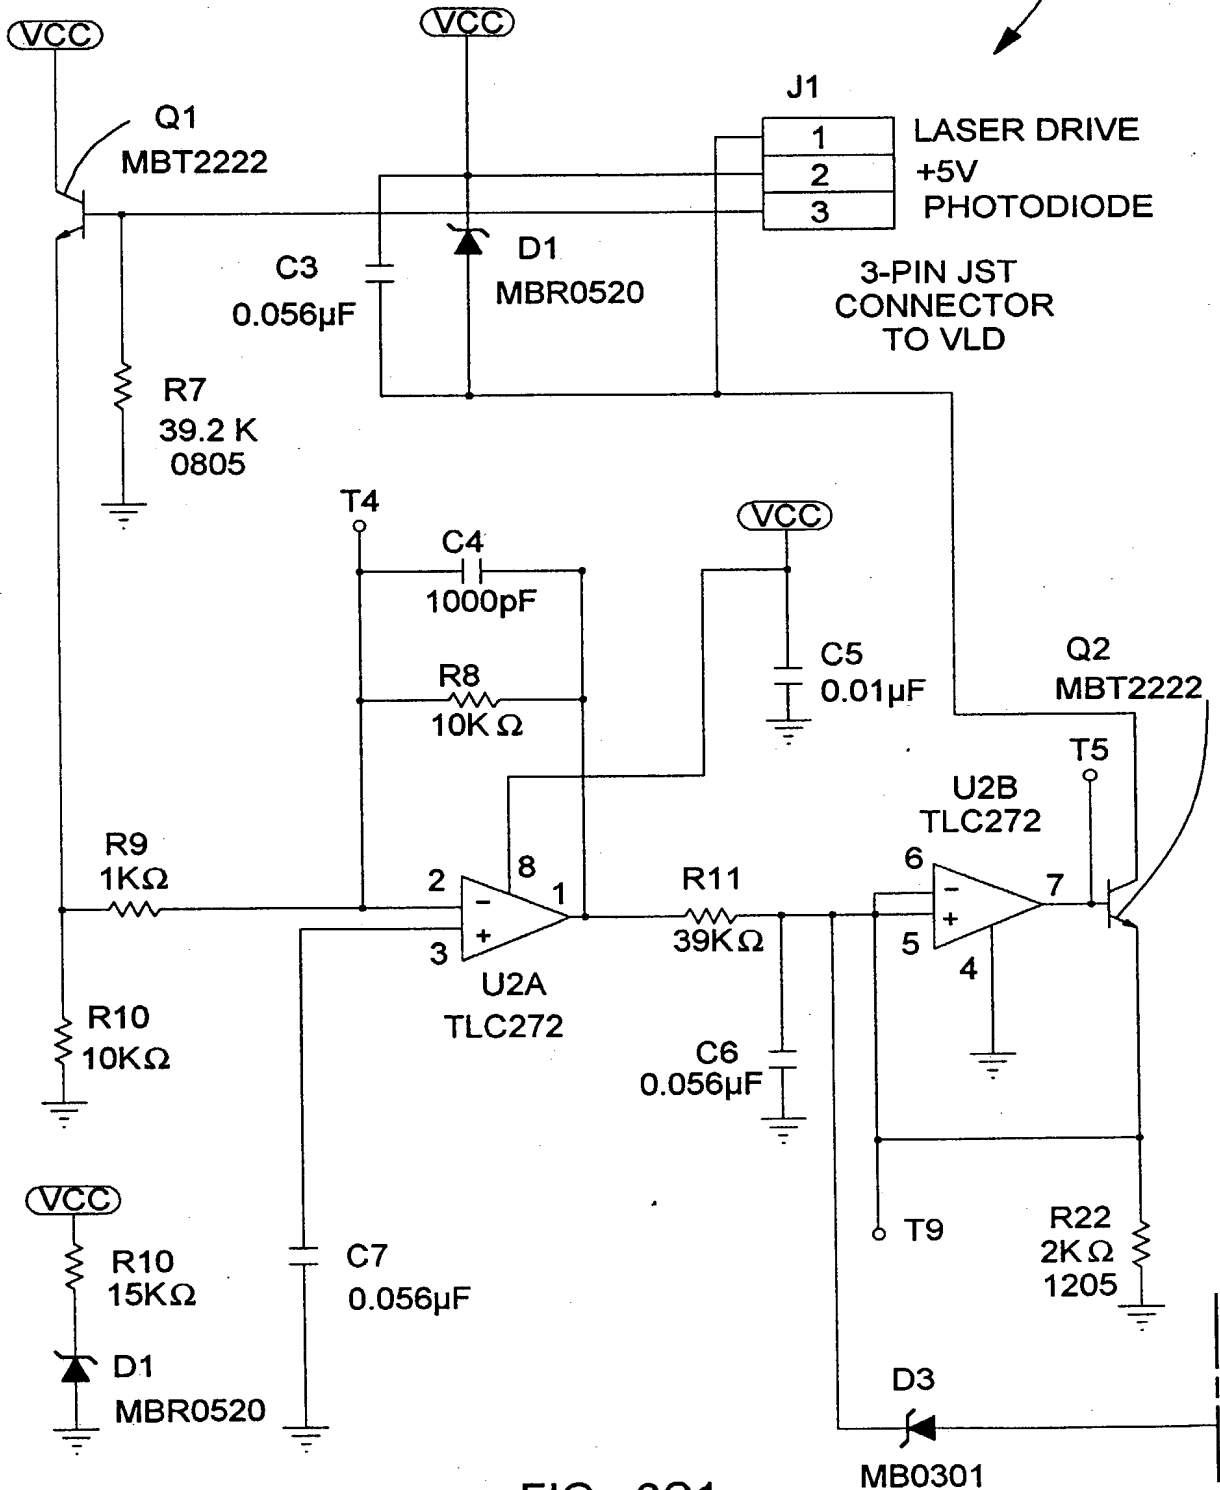 VCC
VCC
Q1
MBT2222
J1
1 LASER DRIVE
2 +5V
3 PHOTODIODE
3-PIN JST
CONNECTOR
TO VLD
C3
0.056µF
D1
MBR0520
R7
39.2 K
0805
T4
C4
1000pF
R8
10K Ω
VCC
C5
0.01µF
Q2
MBT2222
T5
U2B
TLC272
R9
1KΩ
2
8
1
3
U2A
TLC272
R11
39KΩ
6
7
5
4
R10
10KΩ
C6
0.056µF
VCC
R10
15KΩ
D1
MBR0520
C7
0.056µF
T9
R22
2K Ω
1205
D3
MB0301